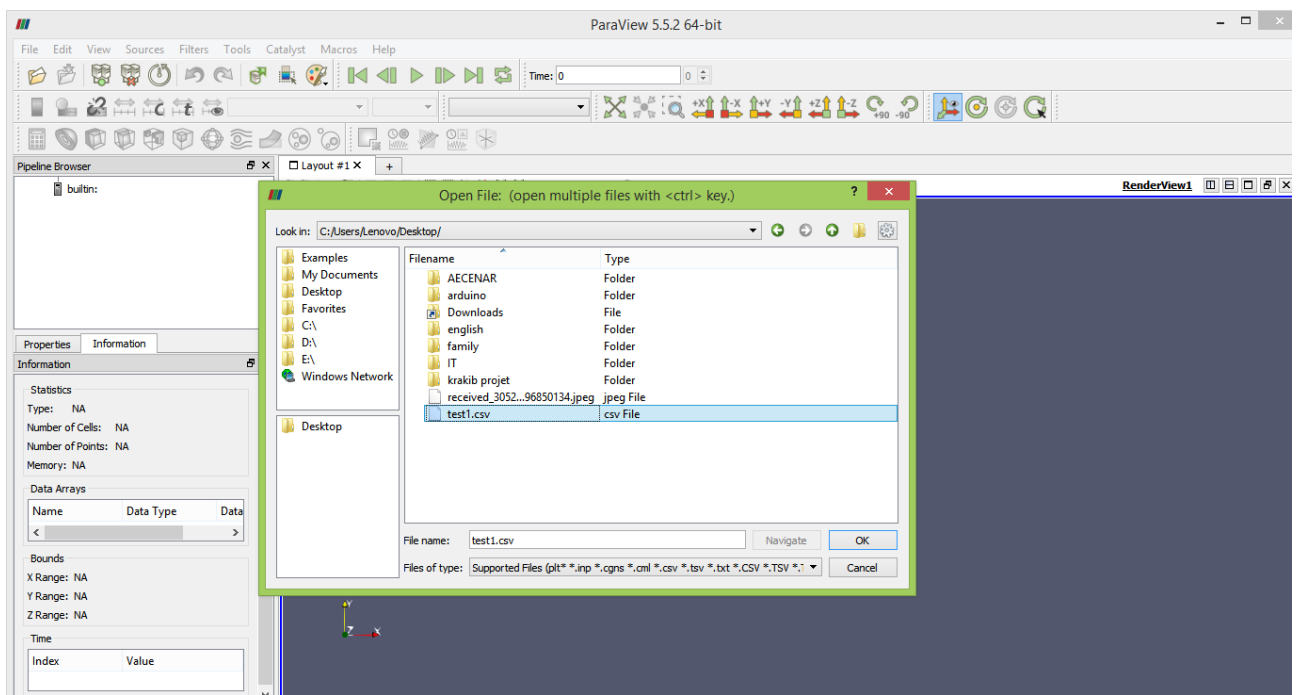 ParaView 5.5.2 64-bit
File Edit View Sources Filters Tools Catalyst Macros Help
Time: 0 0
+X -X +Y -Y +Z -Z +90 -90
Pipeline Browser
Layout #1 +
builtin:
RenderView1
Open File: (open multiple files with <ctrl> key.)
Look in: C:/Users/Lenovo/Desktop/
Examples
My Documents
Desktop
Favorites
C:\
D:\
E:\
Windows Network
Desktop
Filename Type
AECENAR Folder
arduino Folder
Downloads File
english Folder
family Folder
IT Folder
krakib projet Folder
received_3052...96850134.jpeg jpeg File
test1.csv csv File
File name: test1.csv Navigate OK
Files of type: Supported Files (plt* *.inp *.cgns *.cml *.csv *.tsv *.txt *.CSV *.TSV Cancel
Properties Information
Information
Statistics
Type: NA
Number of Cells: NA
Number of Points: NA
Memory: NA
Data Arrays
Name Data Type Data
Bounds
X Range: NA
Y Range: NA
Z Range: NA
Time
Index Value
Y
Z X